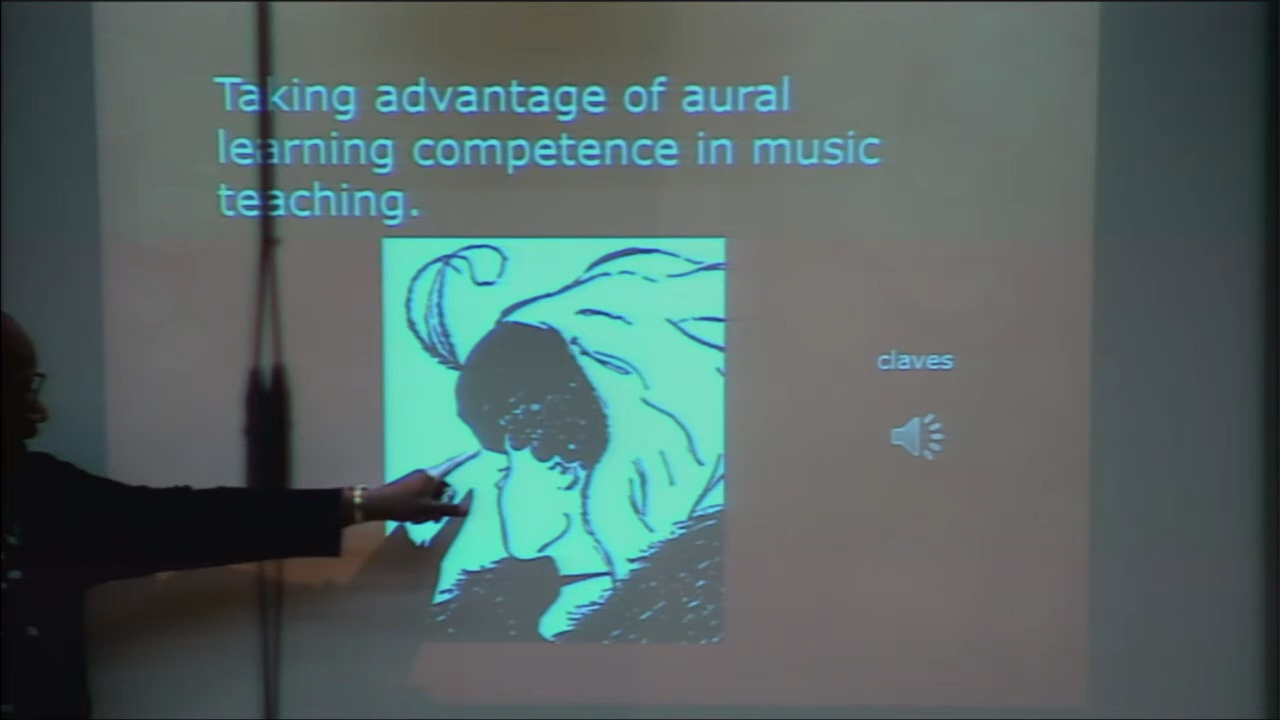 Taking advantage of aural
learning competence in music
teaching.
claves